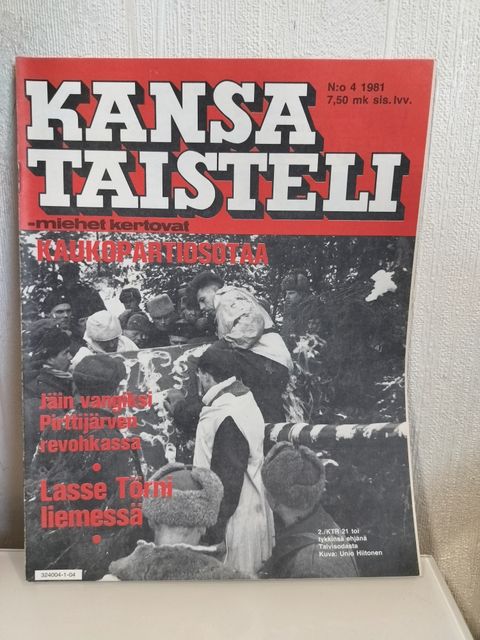 N:o 4 1981
7,50 mk sis. lvv.
KANSA
TAISTELI
-miehet kertovat
KAUKOPARTIOSOTAA
Jäin vangiksi
Pirttijärven
revohkassa
•
Lasse Törni
liemessä
•
2./KTR 21 toi
tykkinsä ehjänä
Talvisodasta
Kuva: Unio Hiitonen
324004-1-04